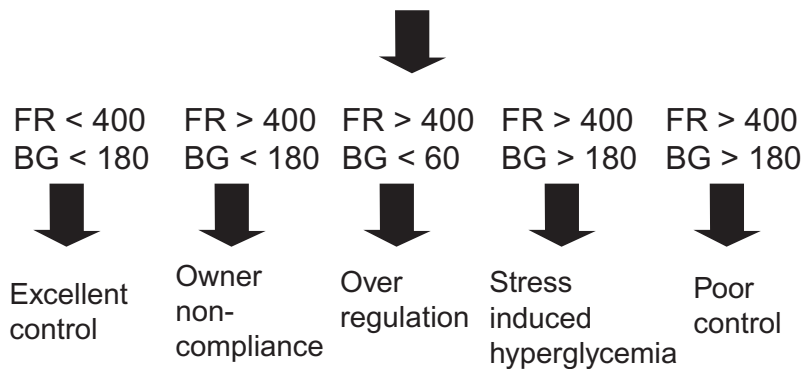 FR < 400
BG < 180
FR > 400
BG < 180
FR > 400
BG < 60
FR > 400
BG > 180
FR > 400
BG > 180
Excellent
control
Owner
non-
compliance
Over
regulation
Stress
induced
hyperglycemia
Poor
control